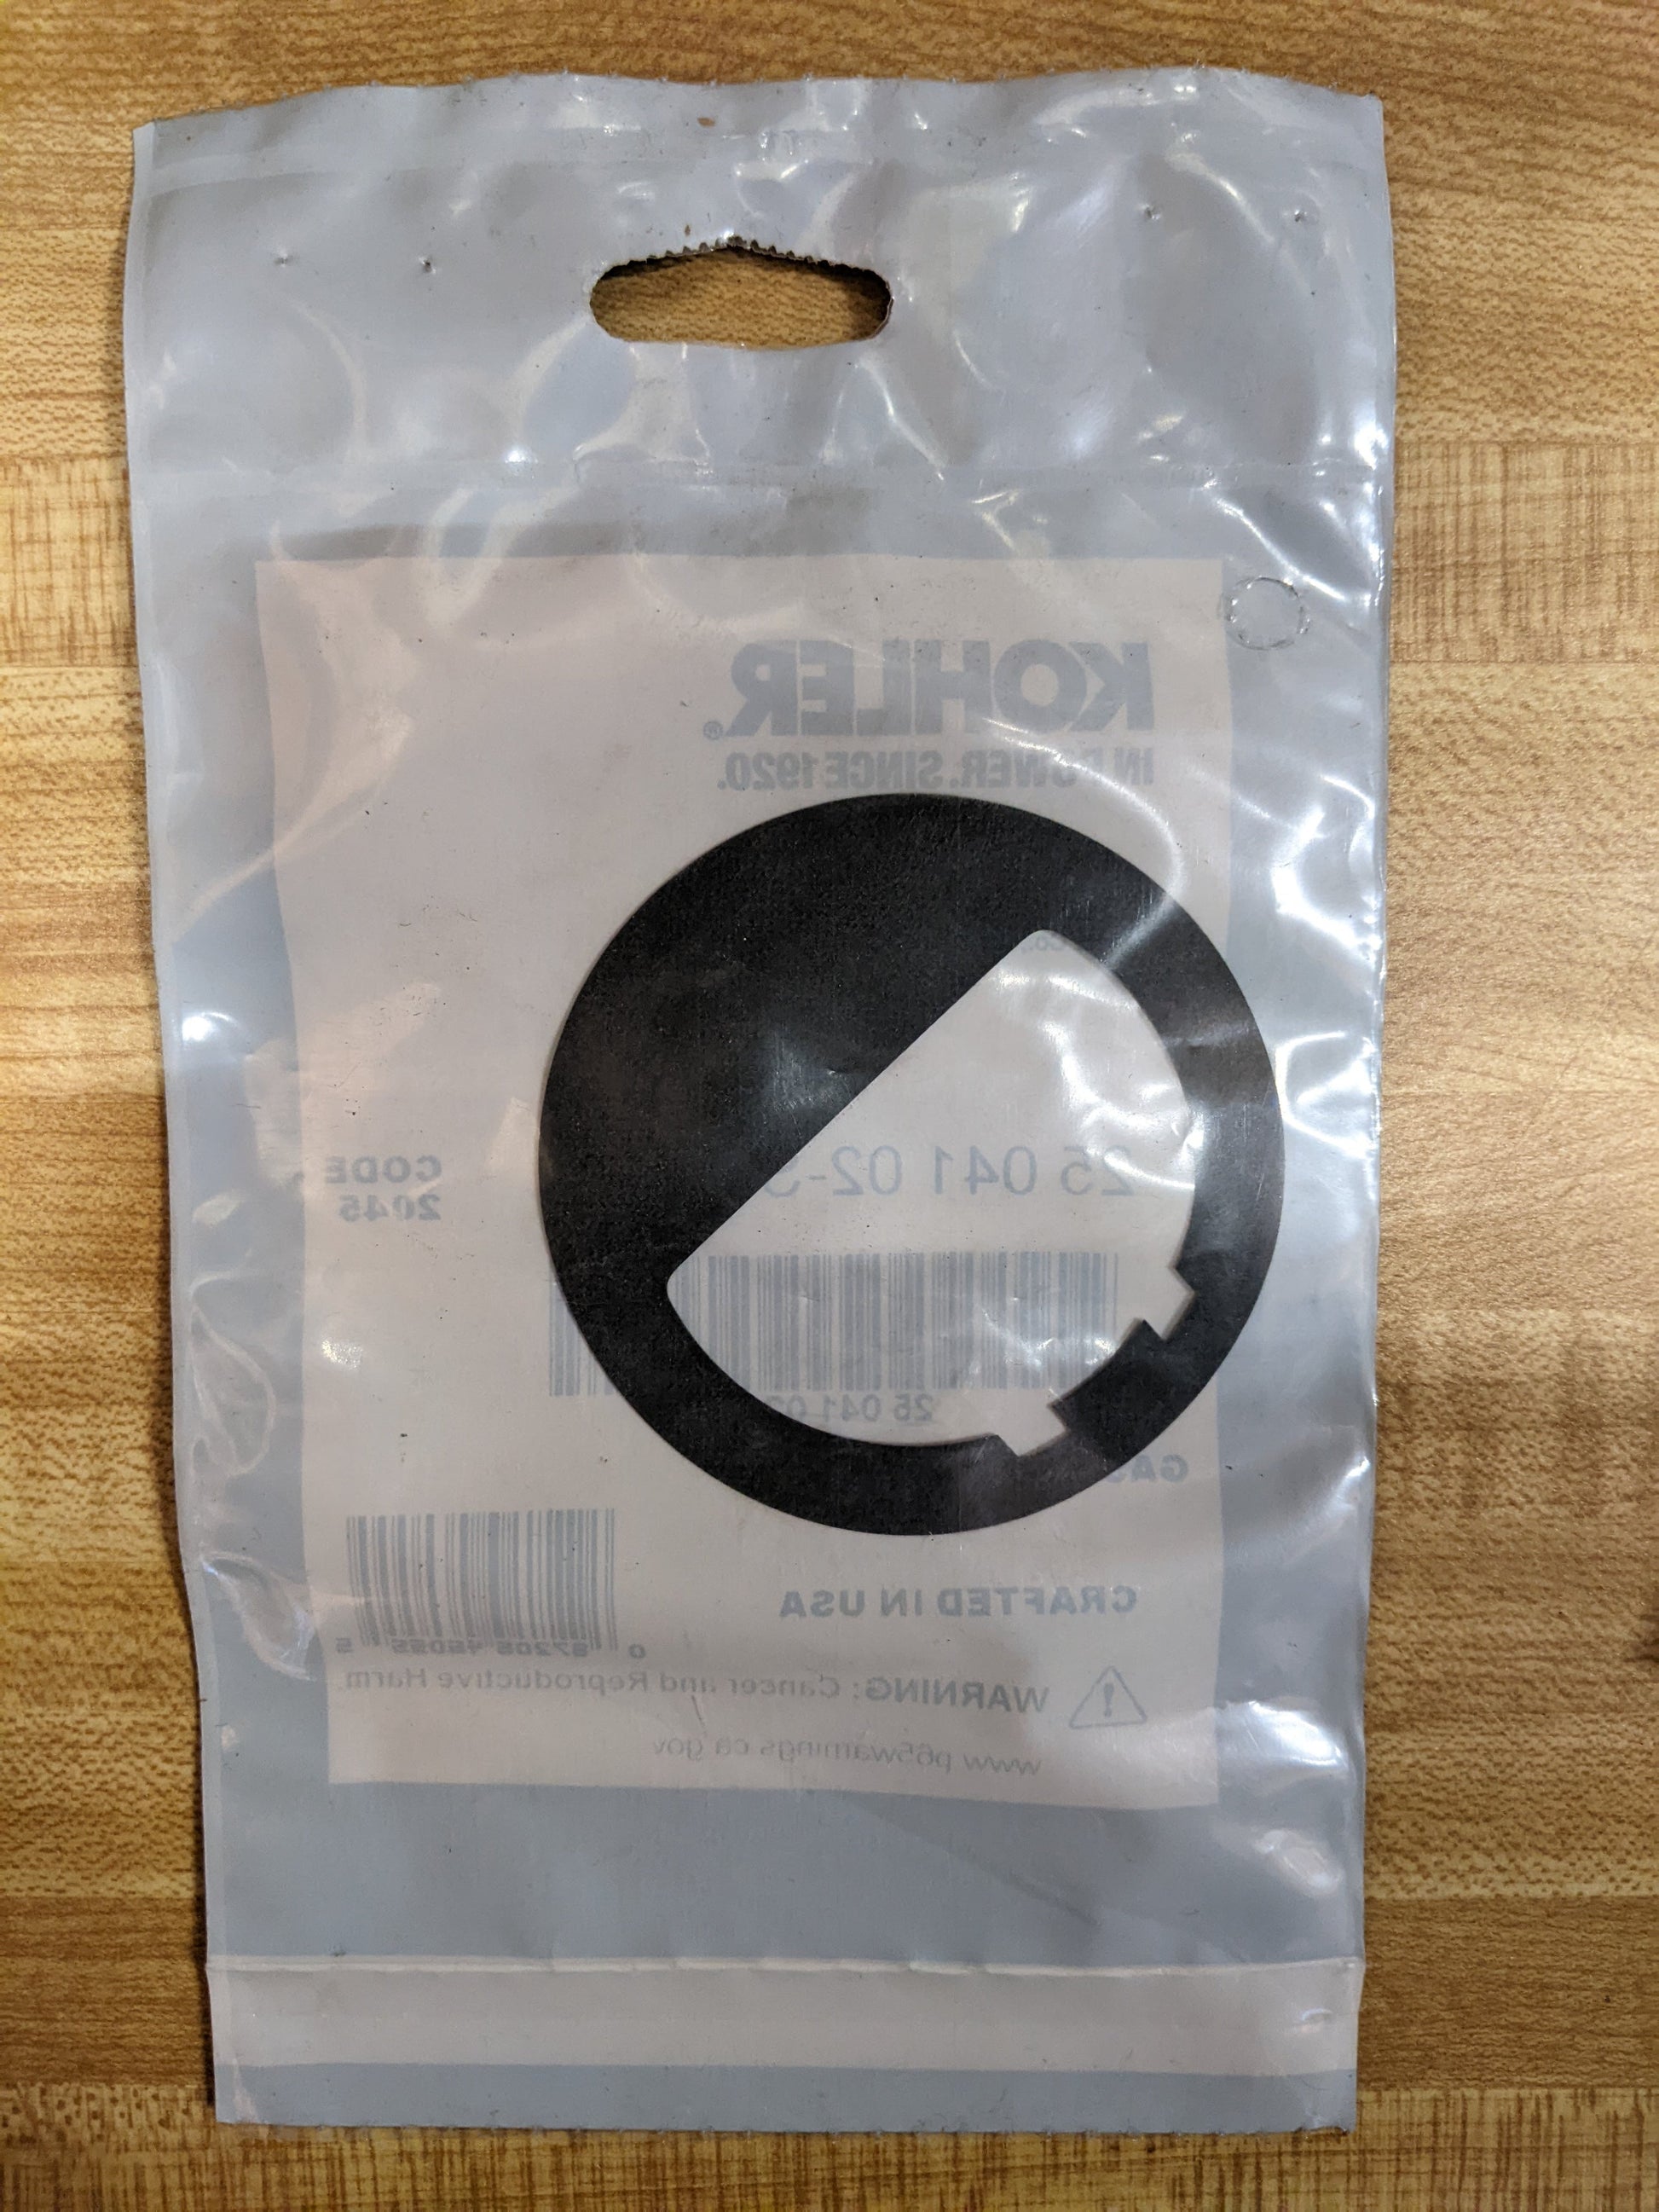 KOHLER®
IN POWER. SINCE 1920.
25 041 02-
CODE
2045
25 041 02
CRAFTED IN USA
WARNING: Cancer and Reproductive Harm
www.p65warnings.ca.gov